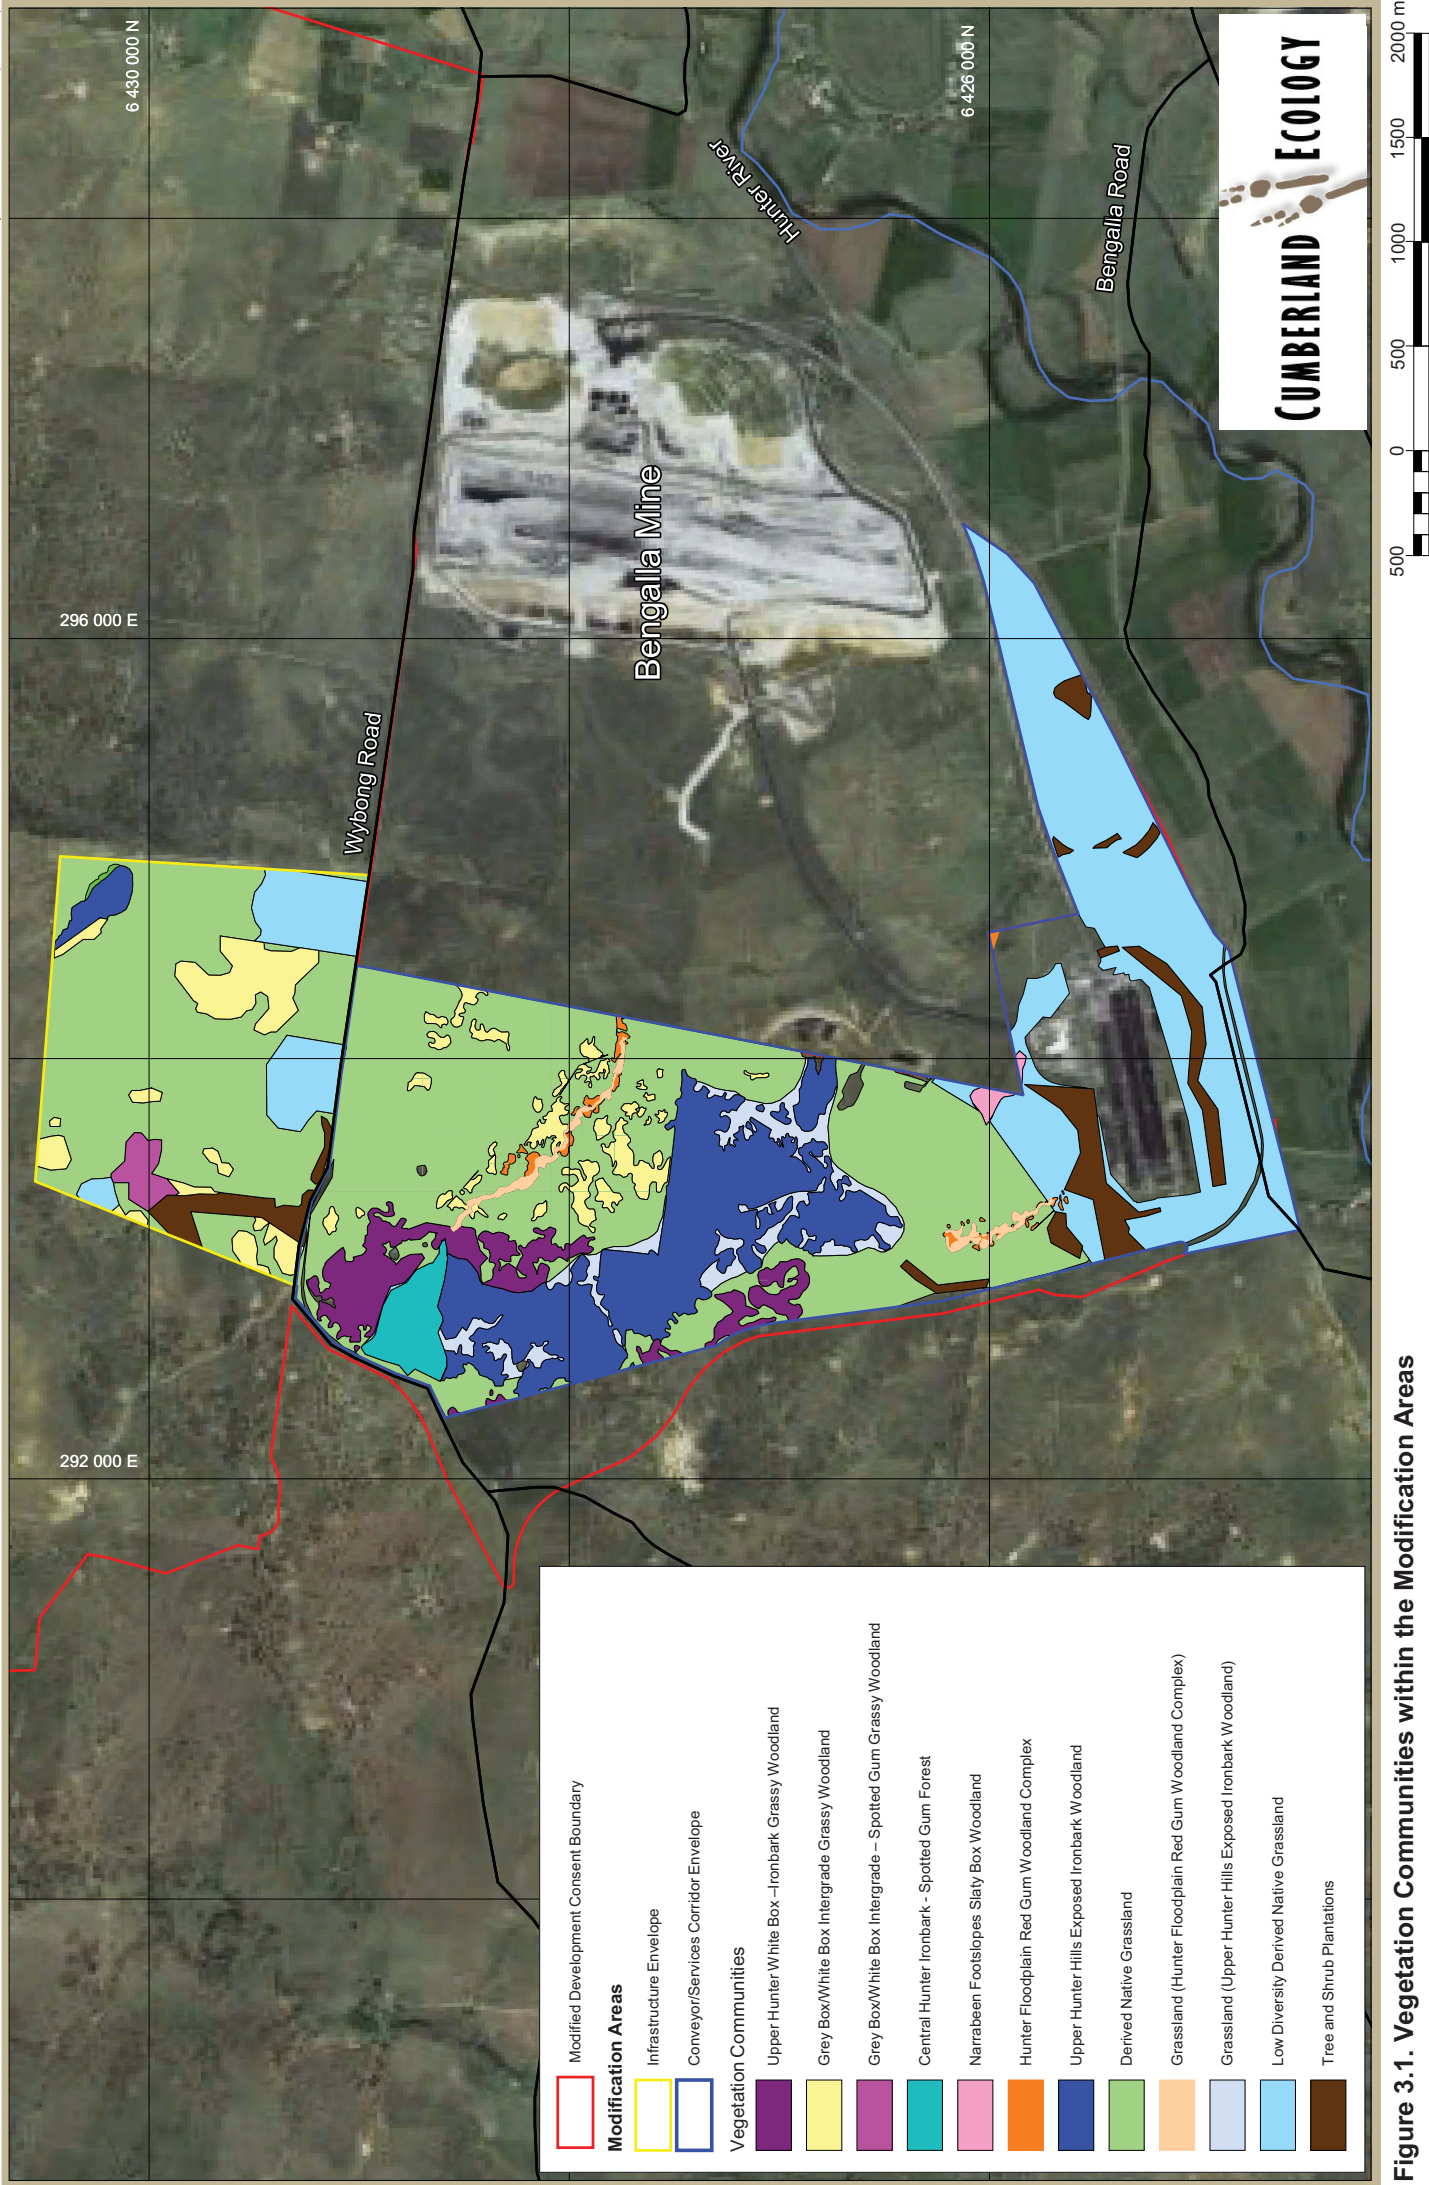 6 430 000 N
6 426 000 N
296 000 E
292 000 E
Wybong Road
Bengalla Mine
Hunter River
Bengalla Road
Modified Development Consent Boundary
Modification Areas
Infrastructure Envelope
Conveyor/Services Corridor Envelope
Vegetation Communities
Upper Hunter White Box –Ironbark Grassy Woodland
Grey Box/White Box Intergrade Grassy Woodland
Grey Box/White Box Intergrade – Spotted Gum Grassy Woodland
Central Hunter Ironbark - Spotted Gum Forest
Narrabeen Footslopes Slaty Box Woodland
Hunter Floodplain Red Gum Woodland Complex
Upper Hunter Hills Exposed Ironbark Woodland
Derived Native Grassland
Grassland (Hunter Floodplain Red Gum Woodland Complex)
Grassland (Upper Hunter Hills Exposed Ironbark Woodland)
Low Diversity Derived Native Grassland
Tree and Shrub Plantations
CUMBERLAND ECOLOGY
500 0 500 1000 1500 2000 m
Figure 3.1. Vegetation Communities within the Modification Areas